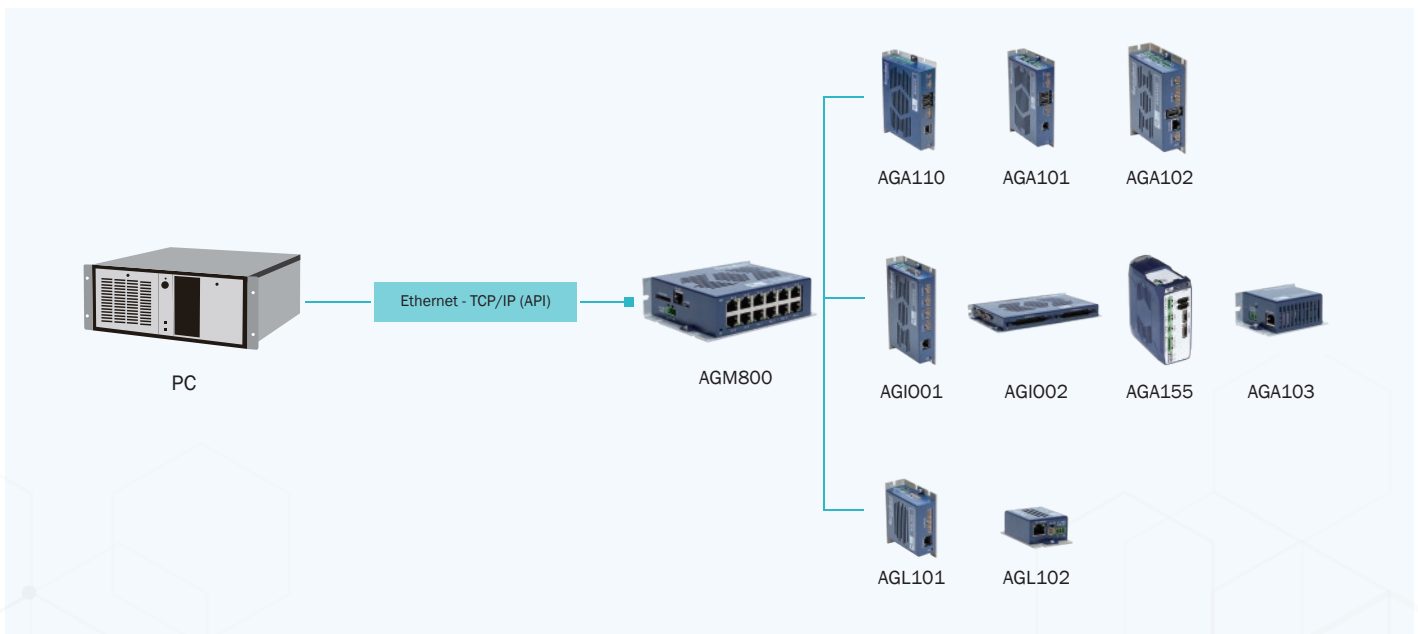 AGA110
AGA101
AGA102
Ethernet - TCP/IP (API)
PC
AGM800
AGIO01
AGIO02
AGA155
AGA103
AGL101
AGL102